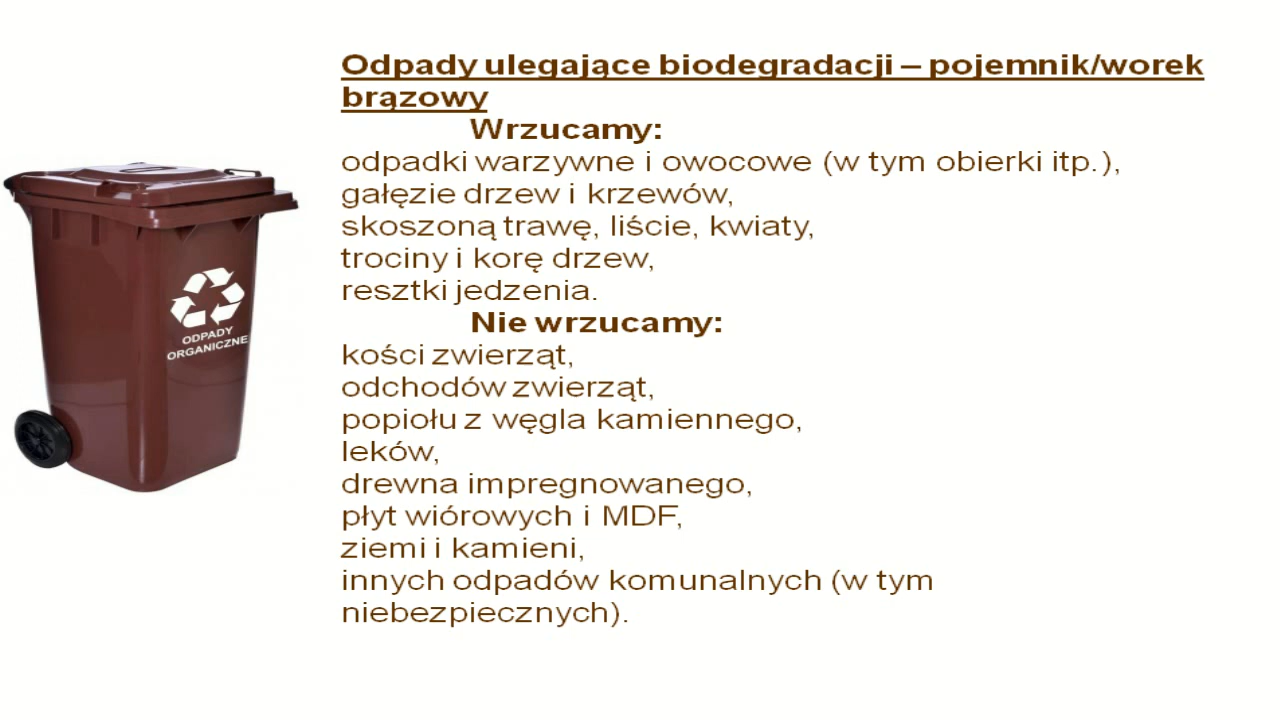 Odpady ulegające biodegradacji – pojemnik/worek
brązowy
Wrzucamy:
odpadki warzywne i owocowe (w tym obierki itp.),
gałęzie drzew i krzewów,
skoszoną trawę, liście, kwiaty,
trociny i korę drzew,
resztki jedzenia.
Nie wrzucamy:
kości zwierząt,
odchodów zwierząt,
popiołu z węgla kamiennego,
leków,
drewna impregnowanego,
płyt wiórowych i MDF,
ziemi i kamieni,
innych odpadów komunalnych (w tym
niebezpiecznych).
ODPADY
ORGANICZNE